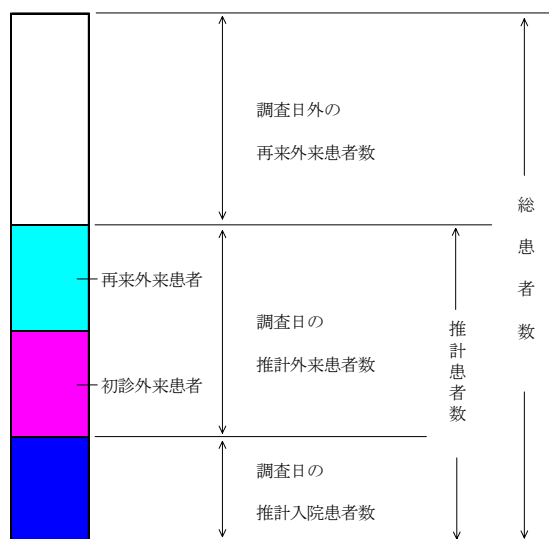 調査日外の
再来外来患者数
総患者数
再来外来患者
調査日の
推計外来患者数
推計患者数
初診外来患者
調査日の
推計入院患者数